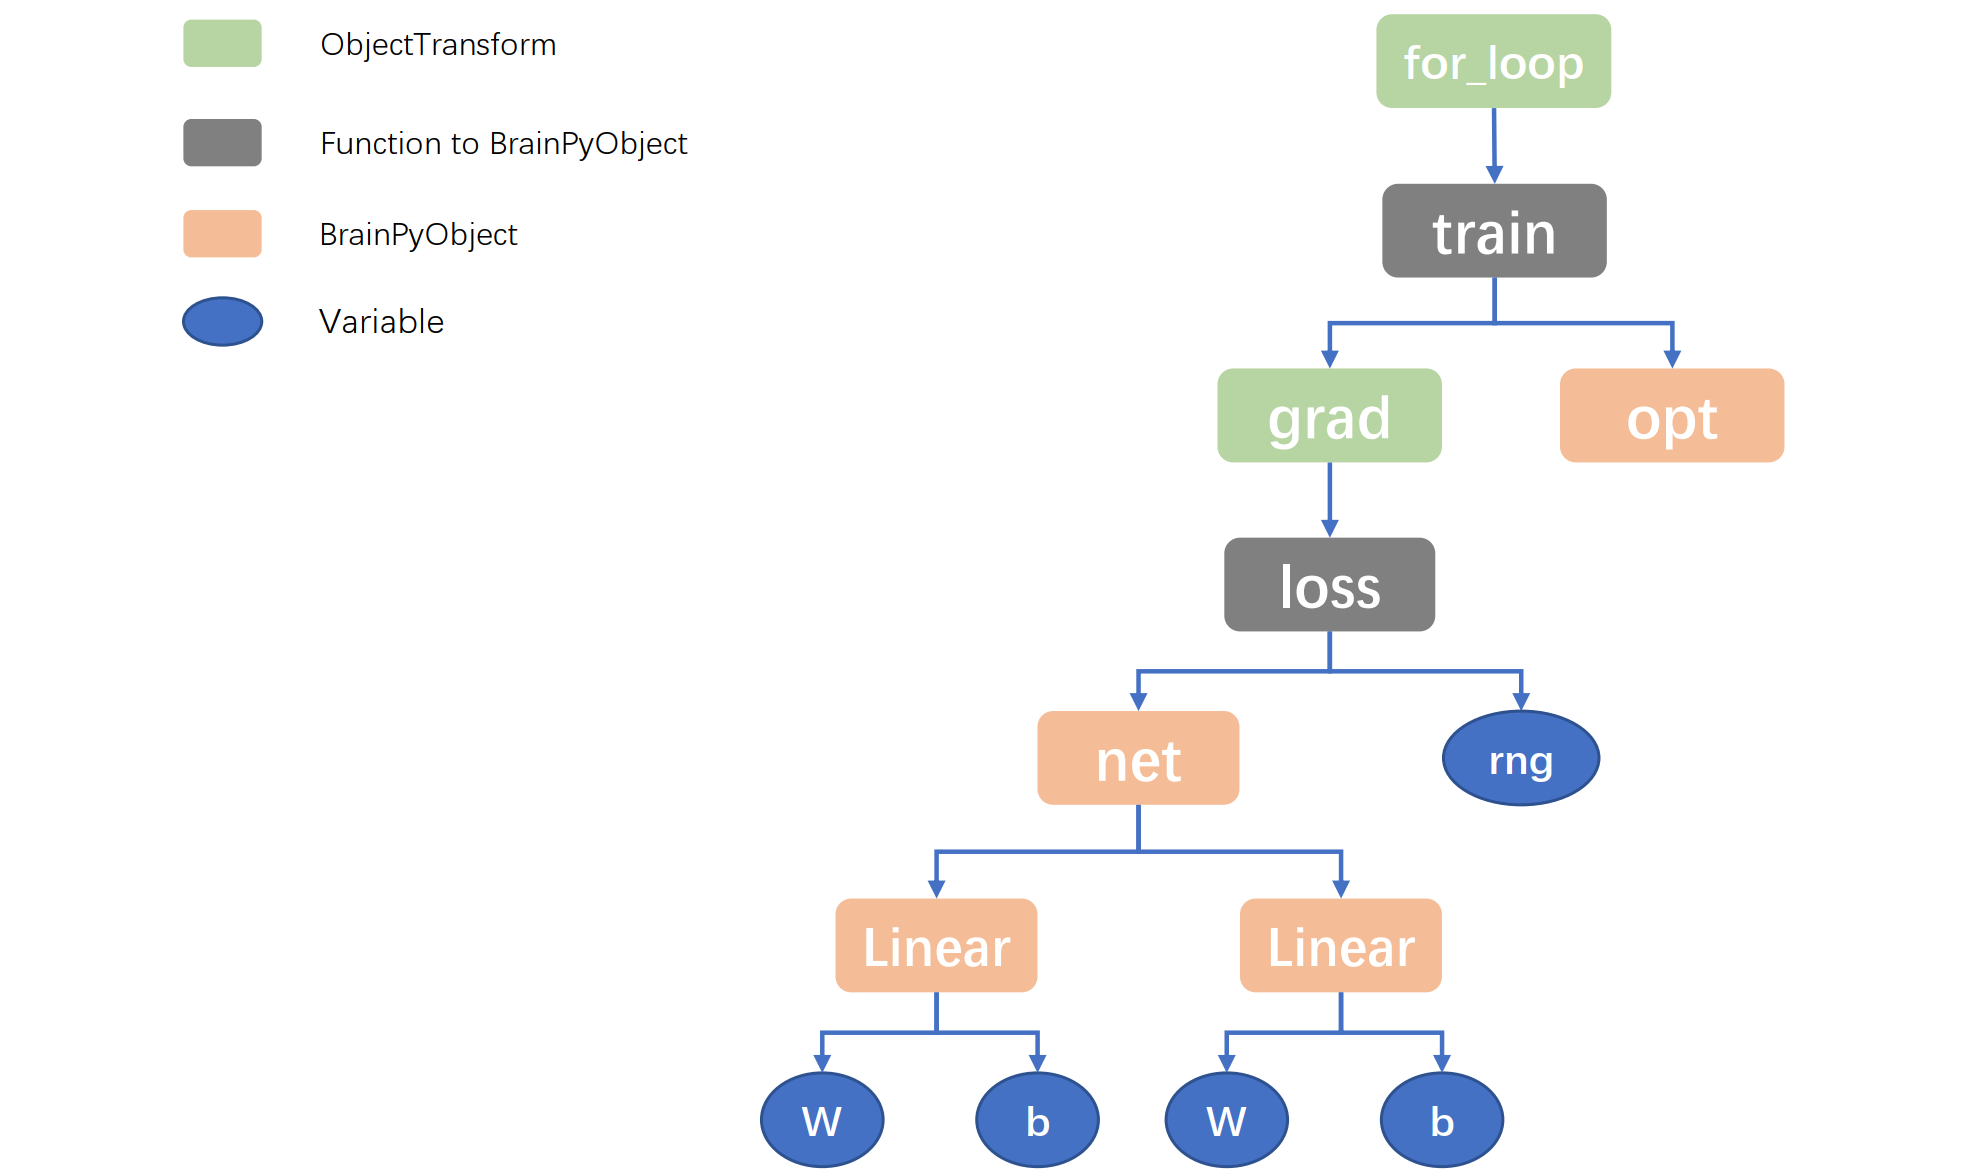 ObjectTransform
Function to BrainPyObject
BrainPyObject
Variable
for_loop
train
grad
opt
loss
net
rng
Linear
Linear
W
b
W
b